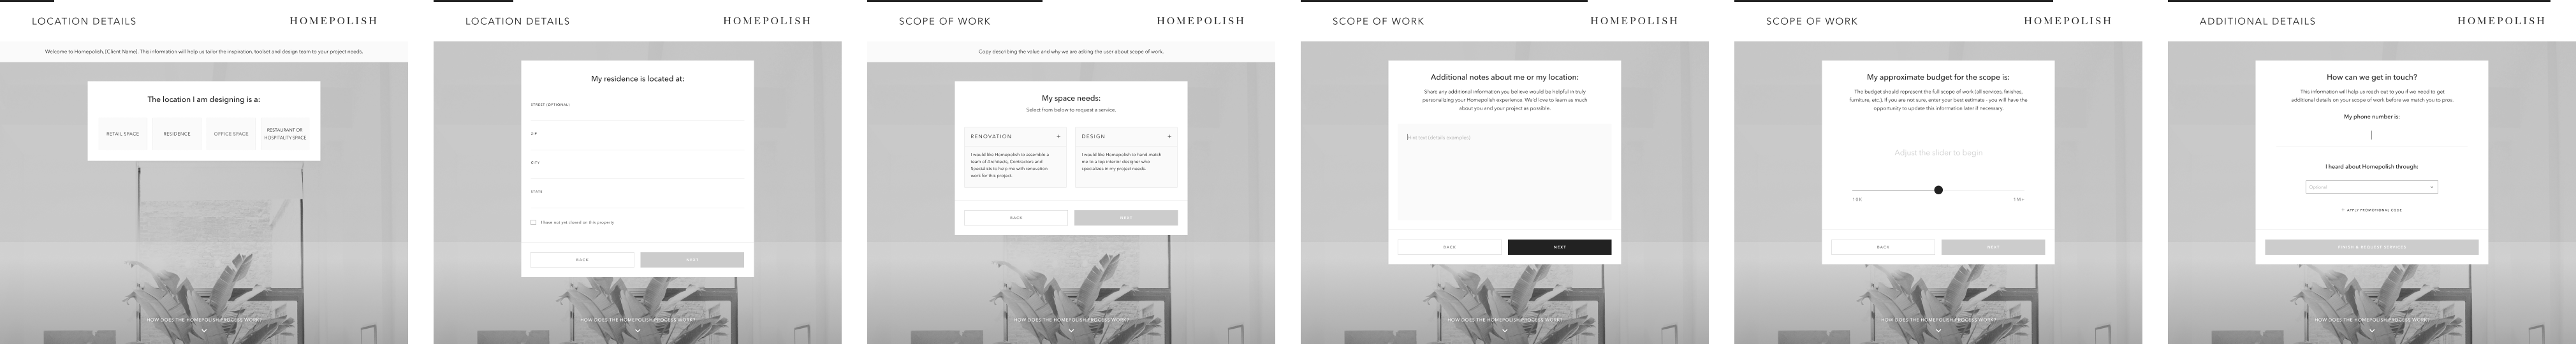 LOCATION DETAILS
HOMEPOLISH
Welcome to Homepolish, [Client Name]. This information will help us tailor the inspiration, toolset and design team to your project needs.
The location I am designing is a:
RETAIL SPACE
RESIDENCE
OFFICE SPACE
RESTAURANT OR
HOSPITALITY SPACE
HOW DOES THE HOMEPOLISH PROCESS WORK?
LOCATION DETAILS
HOMEPOLISH
My residence is located at:
STREET (OPTIONAL)
ZIP
CITY
STATE
I have not yet closed on this property
BACK
NEXT
HOW DOES THE HOMEPOLISH PROCESS WORK?
SCOPE OF WORK
HOMEPOLISH
Copy describing the value and why we are asking the user about scope of work.
My space needs:
Select from below to request a service.
RENOVATION +
I would like Homepolish to assemble a
team of Architects, Contractors and
Specialists to help me with renovation
work for this project.
DESIGN +
I would like Homepolish to hand-match
me to a top interior designer who
specializes in my project needs.
BACK
NEXT
HOW DOES THE HOMEPOLISH PROCESS WORK?
SCOPE OF WORK
HOMEPOLISH
Additional notes about me or my location:
Share any additional information you believe would be helpful in truly
personalizing your Homepolish experience. We'd love to learn as much
about you and your project as possible.
Hint text (details examples)
BACK
NEXT
HOW DOES THE HOMEPOLISH PROCESS WORK?
SCOPE OF WORK
HOMEPOLISH
My approximate budget for the scope is:
The budget should represent the full scope of work (all services, finishes,
furniture, etc.). If you are not sure, enter your best estimate - you will have the
opportunity to update this information later if necessary.
Adjust the slider to begin
10K
1M+
BACK
NEXT
HOW DOES THE HOMEPOLISH PROCESS WORK?
ADDITIONAL DETAILS
HOMEPOLISH
How can we get in touch?
This information will help us reach out to you if we need to get
additional details on your scope of work before we match you to pros.
My phone number is:
I heard about Homepolish through:
Optional
+ APPLY PROMOTIONAL CODE
FINISH & REQUEST SERVICES
HOW DOES THE HOMEPOLISH PROCESS WORK?